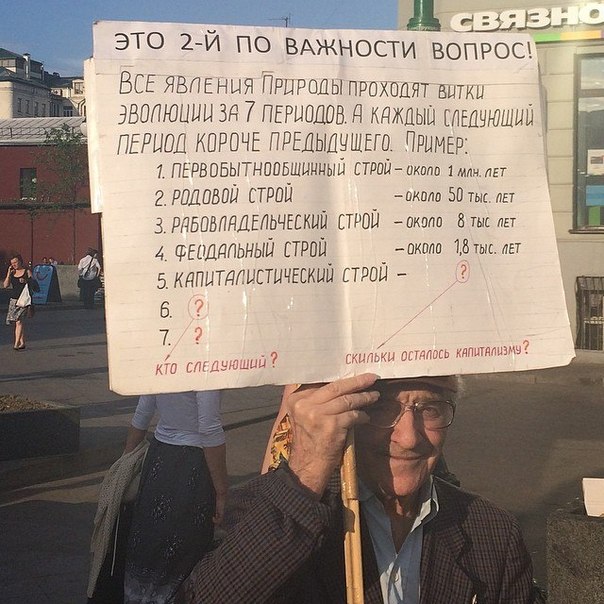 СВЯЗНО
ЭТО 2-Й ПО ВАЖНОСТИ ВОПРОС!
ВСЕ ЯВЛЕНИЯ ПРИРОДЫ ПРОХОДЯТ ВИТКИ
ЭВОЛЮЦИИ ЗА 7 ПЕРИОДОВ. А КАЖДЫЙ СЛЕДУЮЩИЙ
ПЕРИОД КОРОЧЕ ПРЕДЫДУЩЕГО. ПРИМЕР:
1. ПЕРВОБЫТНООБЩИННЫЙ СТРОЙ – ОКОЛО 1 МЛН. ЛЕТ
2. РОДОВОЙ СТРОЙ – ОКОЛО 50 ТЫС. ЛЕТ
3. РАБОВЛАДЕЛЬЧЕСКИЙ СТРОЙ – ОКОЛО 8 ТЫС ЛЕТ
4. ФЕОДАЛЬНЫЙ СТРОЙ – ОКОЛО 1,8 ТЫС. ЛЕТ
5. КАПИТАЛИСТИЧЕСКИЙ СТРОЙ – ?
6. ?
7. ?
КТО СЛЕДУЮЩИЙ? СКИЛЬКИ ОСТАЛОСЬ КАПИТАЛИЗМУ?